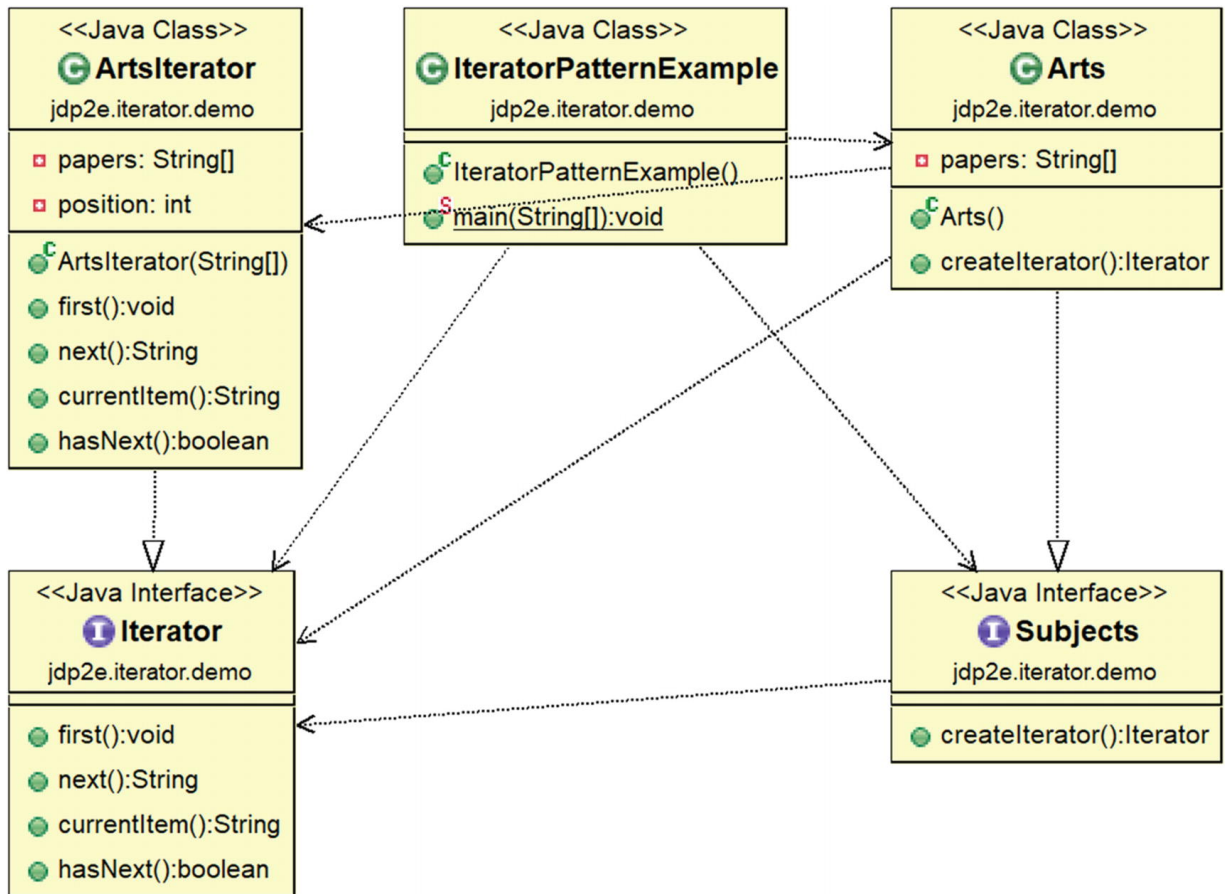 <<Java Class>>
C ArtsIterator
jdp2e.iterator.demo
papers: String[]
position: int
C ArtsIterator(String[])
first():void
next():String
currentItem():String
hasNext():boolean
<<Java Class>>
C IteratorPatternExample
jdp2e.iterator.demo
C IteratorPatternExample()
S main(String[]):void
<<Java Class>>
C Arts
jdp2e.iterator.demo
papers: String[]
C Arts()
createIterator():Iterator
<<Java Interface>>
I Iterator
jdp2e.iterator.demo
first():void
next():String
currentItem():String
hasNext():boolean
<<Java Interface>>
I Subjects
jdp2e.iterator.demo
createIterator():Iterator